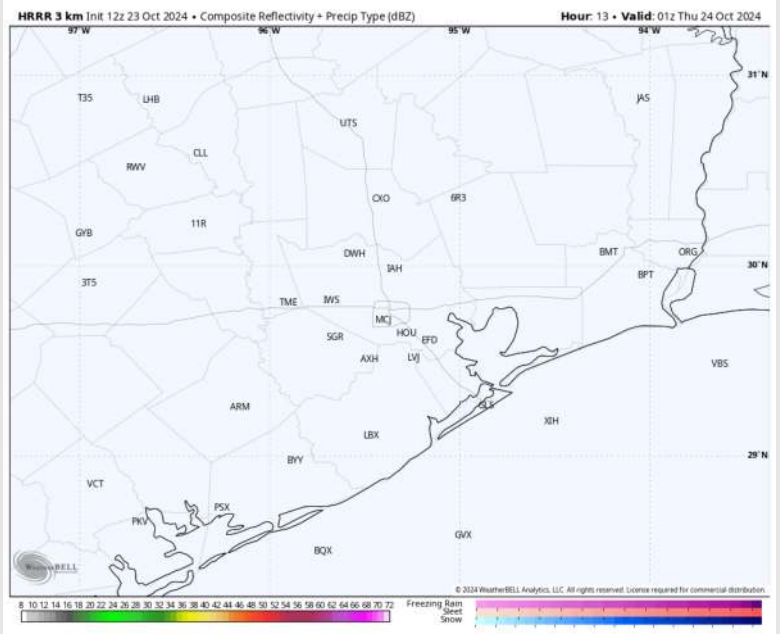 HRRR 3 km Init 12z 23 Oct 2024 • Composite Reflectivity + Precip Type (dBZ) Hour: 13 • Valid: 01z Thu 24 Oct 2024
97°W 96°W 95°W 94°W
31°N
T35 LHB JAS
UTS
CLL
RWV
CXO 6R3
11R
GYB
DWH BMT ORG
IAH 30°N
BPT
3T5
TME IWS
MCJ
SGR HOU EFD
AXH LVJ VBS
ARM GLS
XIH
LBX
BYY 29°N
VCT
PSX
PKV
GVX
BQX
WeatherBELL
© 2024 WeatherBELL Analytics, LLC. All rights reserved. License required for commercial distribution.
8 10 12 14 16 18 20 22 24 26 28 30 32 34 36 38 40 42 44 46 48 50 52 54 56 58 60 62 64 66 68 70 72
Freezing Rain
Sleet
Snow